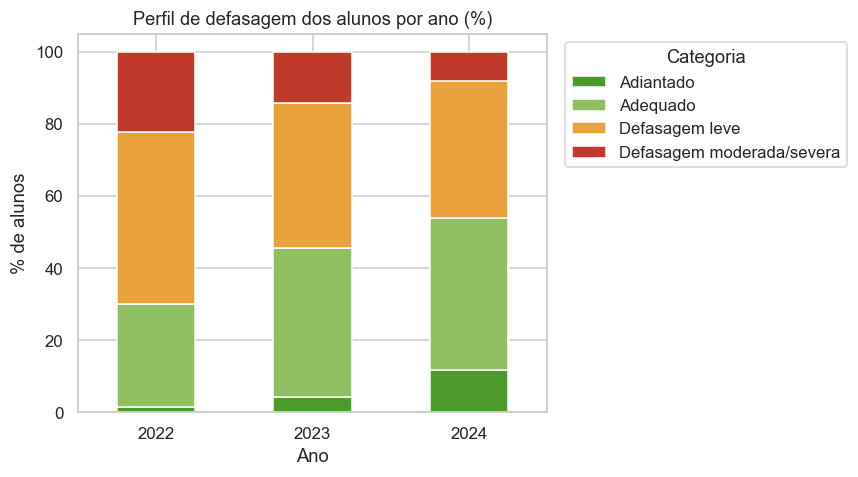 Perfil de defasagem dos alunos por ano (%)
100
80
60
40
20
0
% de alunos
2022
2023
2024
Ano
Categoria
Adiantado
Adequado
Defasagem leve
Defasagem moderada/severa